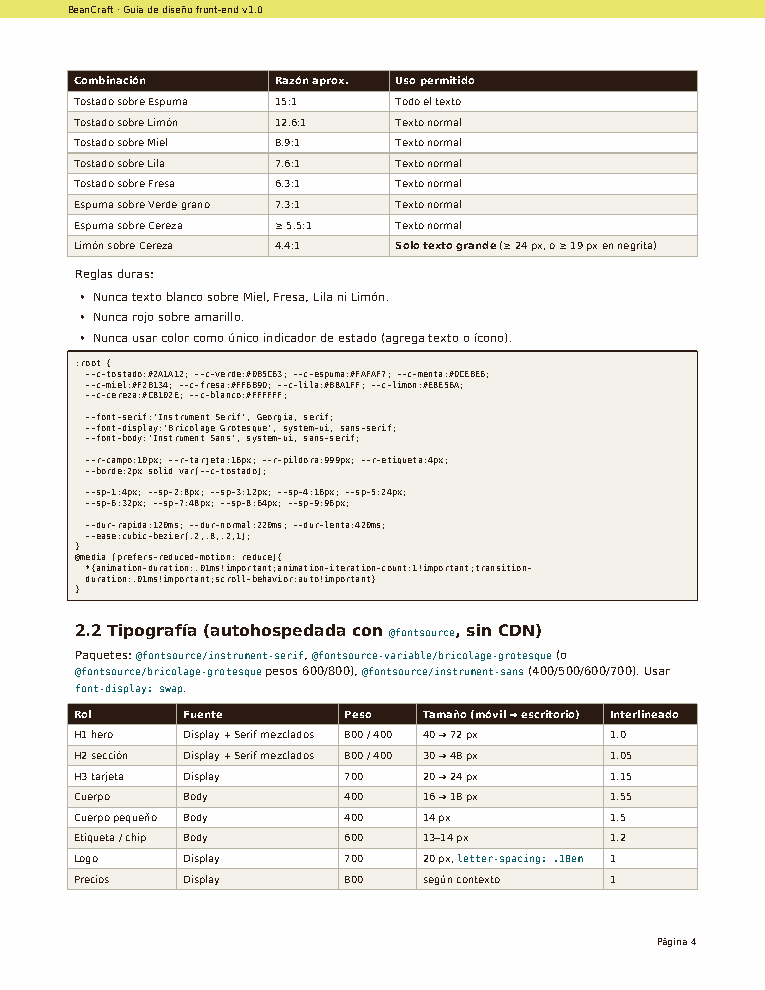 BeanCraft · Guía de diseño front-end v1.0
Combinación Razón aprox. Uso permitido
Tostado sobre Espuma 15:1 Todo el texto
Tostado sobre Limón 12.6:1 Texto normal
Tostado sobre Miel 8.9:1 Texto normal
Tostado sobre Lila 7.6:1 Texto normal
Tostado sobre Fresa 6.3:1 Texto normal
Espuma sobre Verde grano 7.3:1 Texto normal
Espuma sobre Cereza ≥ 5.5:1 Texto normal
Limón sobre Cereza 4.4:1 Solo texto grande (≥ 24 px, o ≥ 19 px en negrita)
Reglas duras:
• Nunca texto blanco sobre Miel, Fresa, Lila ni Limón.
• Nunca rojo sobre amarillo.
• Nunca usar color como único indicador de estado (agrega texto o ícono).
:root {
--c-tostado:#2A1A12; --c-verde:#0B5C63; --c-espuma:#FAFAF7; --c-menta:#DCEBE6;
--c-miel:#F2B134; --c-fresa:#FF6B9D; --c-lila:#B8A1FF; --c-limon:#E8E56A;
--c-cereza:#C8102E; --c-blanco:#FFFFFF;
--font-serif:'Instrument Serif', Georgia, serif;
--font-display:'Bricolage Grotesque', system-ui, sans-serif;
--font-body:'Instrument Sans', system-ui, sans-serif;
--r-campo:10px; --r-tarjeta:16px; --r-pildora:999px; --r-etiqueta:4px;
--borde:2px solid var(--c-tostado);
--sp-1:4px; --sp-2:8px; --sp-3:12px; --sp-4:16px; --sp-5:24px;
--sp-6:32px; --sp-7:48px; --sp-8:64px; --sp-9:96px;
--dur-rapida:120ms; --dur-normal:220ms; --dur-lenta:420ms;
--ease:cubic-bezier(.2,.8,.2,1);
}
@media (prefers-reduced-motion: reduce){
*{animation-duration:.01ms!important;animation-iteration-count:1!important;transition-
duration:.01ms!important;scroll-behavior:auto!important}
}
2.2 Tipografía (autohospedada con @fontsource, sin CDN)
Paquetes: @fontsource/instrument-serif, @fontsource-variable/bricolage-grotesque (o
@fontsource/bricolage-grotesque pesos 600/800), @fontsource/instrument-sans (400/500/600/700). Usar
font-display: swap.
Rol Fuente Peso Tamaño (móvil → escritorio) Interlineado
H1 hero Display + Serif mezclados 800 / 400 40 → 72 px 1.0
H2 sección Display + Serif mezclados 800 / 400 30 → 48 px 1.05
H3 tarjeta Display 700 20 → 24 px 1.15
Cuerpo Body 400 16 → 18 px 1.55
Cuerpo pequeño Body 400 14 px 1.5
Etiqueta / chip Body 600 13–14 px 1.2
Logo Display 700 20 px, letter-spacing: .18em 1
Precios Display 800 según contexto 1
Página 4